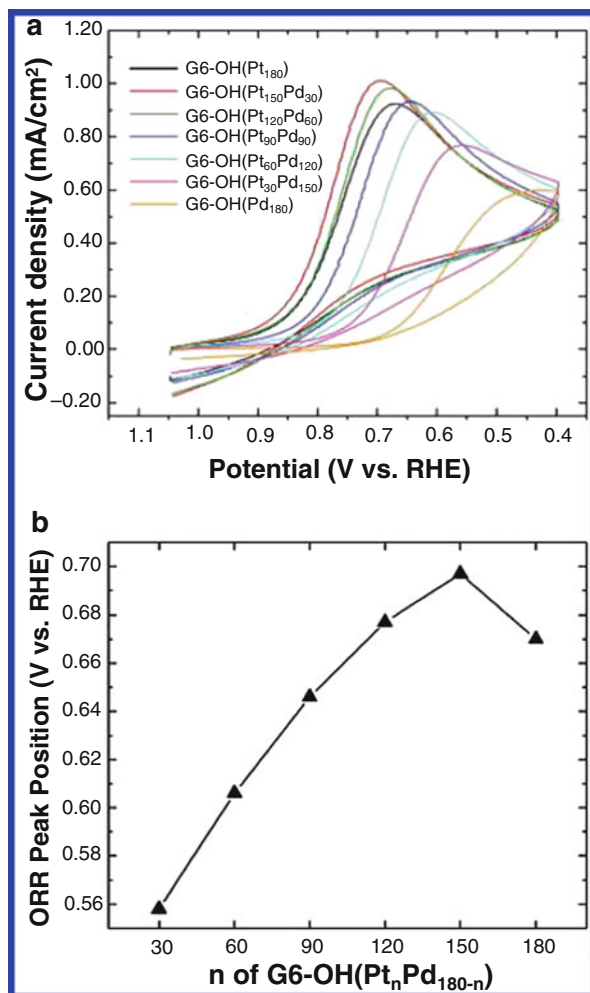 a
Current density (mA/cm²)
1.20
1.00
0.80
0.60
0.40
0.20
0.00
–0.20
G6-OH(Pt₁₈₀)
G6-OH(Pt₁₅₀Pd₃₀)
G6-OH(Pt₁₂₀Pd₆₀)
G6-OH(Pt₉₀Pd₉₀)
G6-OH(Pt₆₀Pd₁₂₀)
G6-OH(Pt₃₀Pd₁₅₀)
G6-OH(Pd₁₈₀)
1.1 1.0 0.9 0.8 0.7 0.6 0.5 0.4
Potential (V vs. RHE)
b
ORR Peak Position (V vs. RHE)
0.70
0.68
0.66
0.64
0.62
0.60
0.58
0.56
30 60 90 120 150 180
n of G6-OH(PtₙPd₁₈₀₋ₙ)